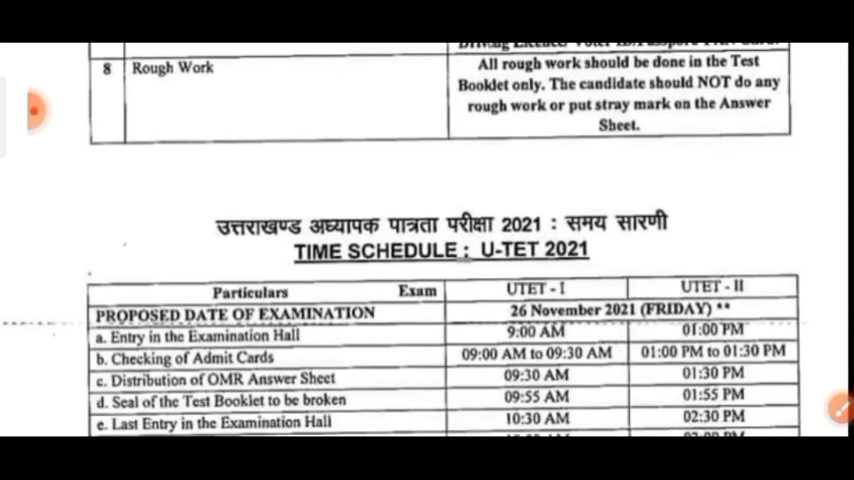 8 Rough Work All rough work should be done in the Test
Booklet only. The candidate should NOT do any
rough work or put stray mark on the Answer
Sheet.
उत्तराखण्ड अध्यापक पात्रता परीक्षा 2021 : समय सारणी
TIME SCHEDULE : U-TET 2021
Particulars Exam UTET - I UTET - II
PROPOSED DATE OF EXAMINATION 26 November 2021 (FRIDAY) **
a. Entry in the Examination Hall 9:00 AM 01:00 PM
b. Checking of Admit Cards 09:00 AM to 09:30 AM 01:00 PM to 01:30 PM
c. Distribution of OMR Answer Sheet 09:30 AM 01:30 PM
d. Seal of the Test Booklet to be broken 09:55 AM 01:55 PM
e. Last Entry in the Examination Hall 10:30 AM 02:30 PM